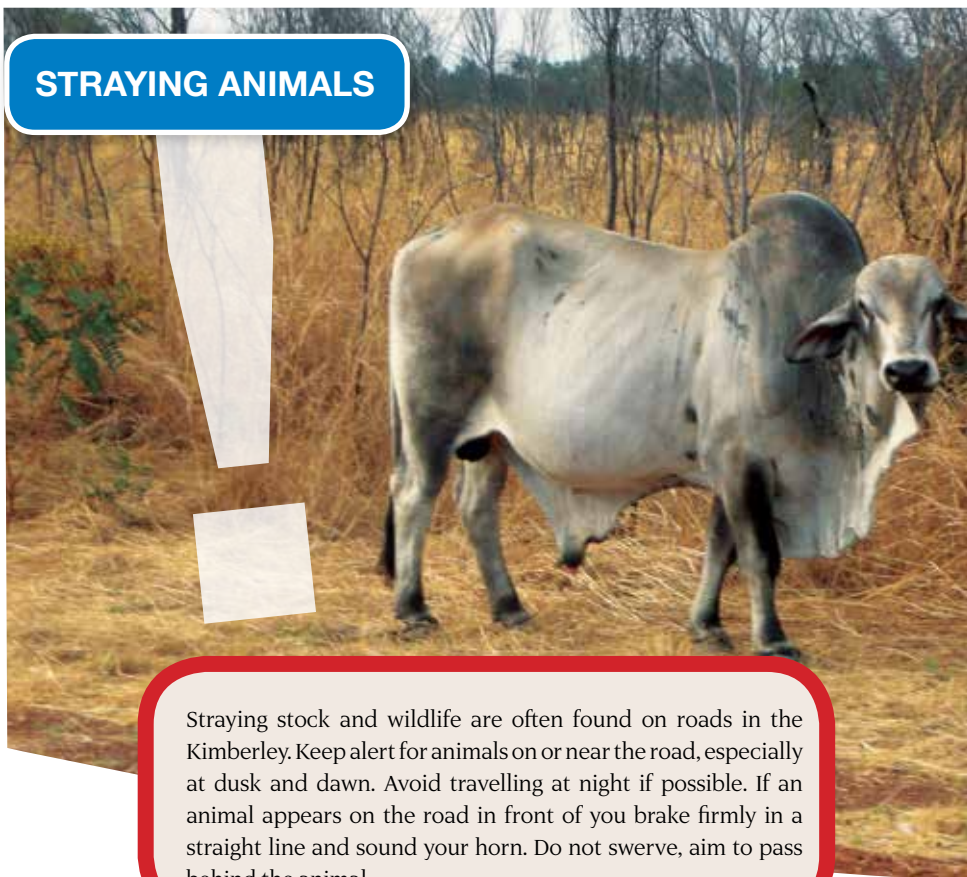 STRAYING ANIMALS
!
Straying stock and wildlife are often found on roads in the
Kimberley. Keep alert for animals on or near the road, especially
at dusk and dawn. Avoid travelling at night if possible. If an
animal appears on the road in front of you brake firmly in a
straight line and sound your horn. Do not swerve, aim to pass
behind the animal.